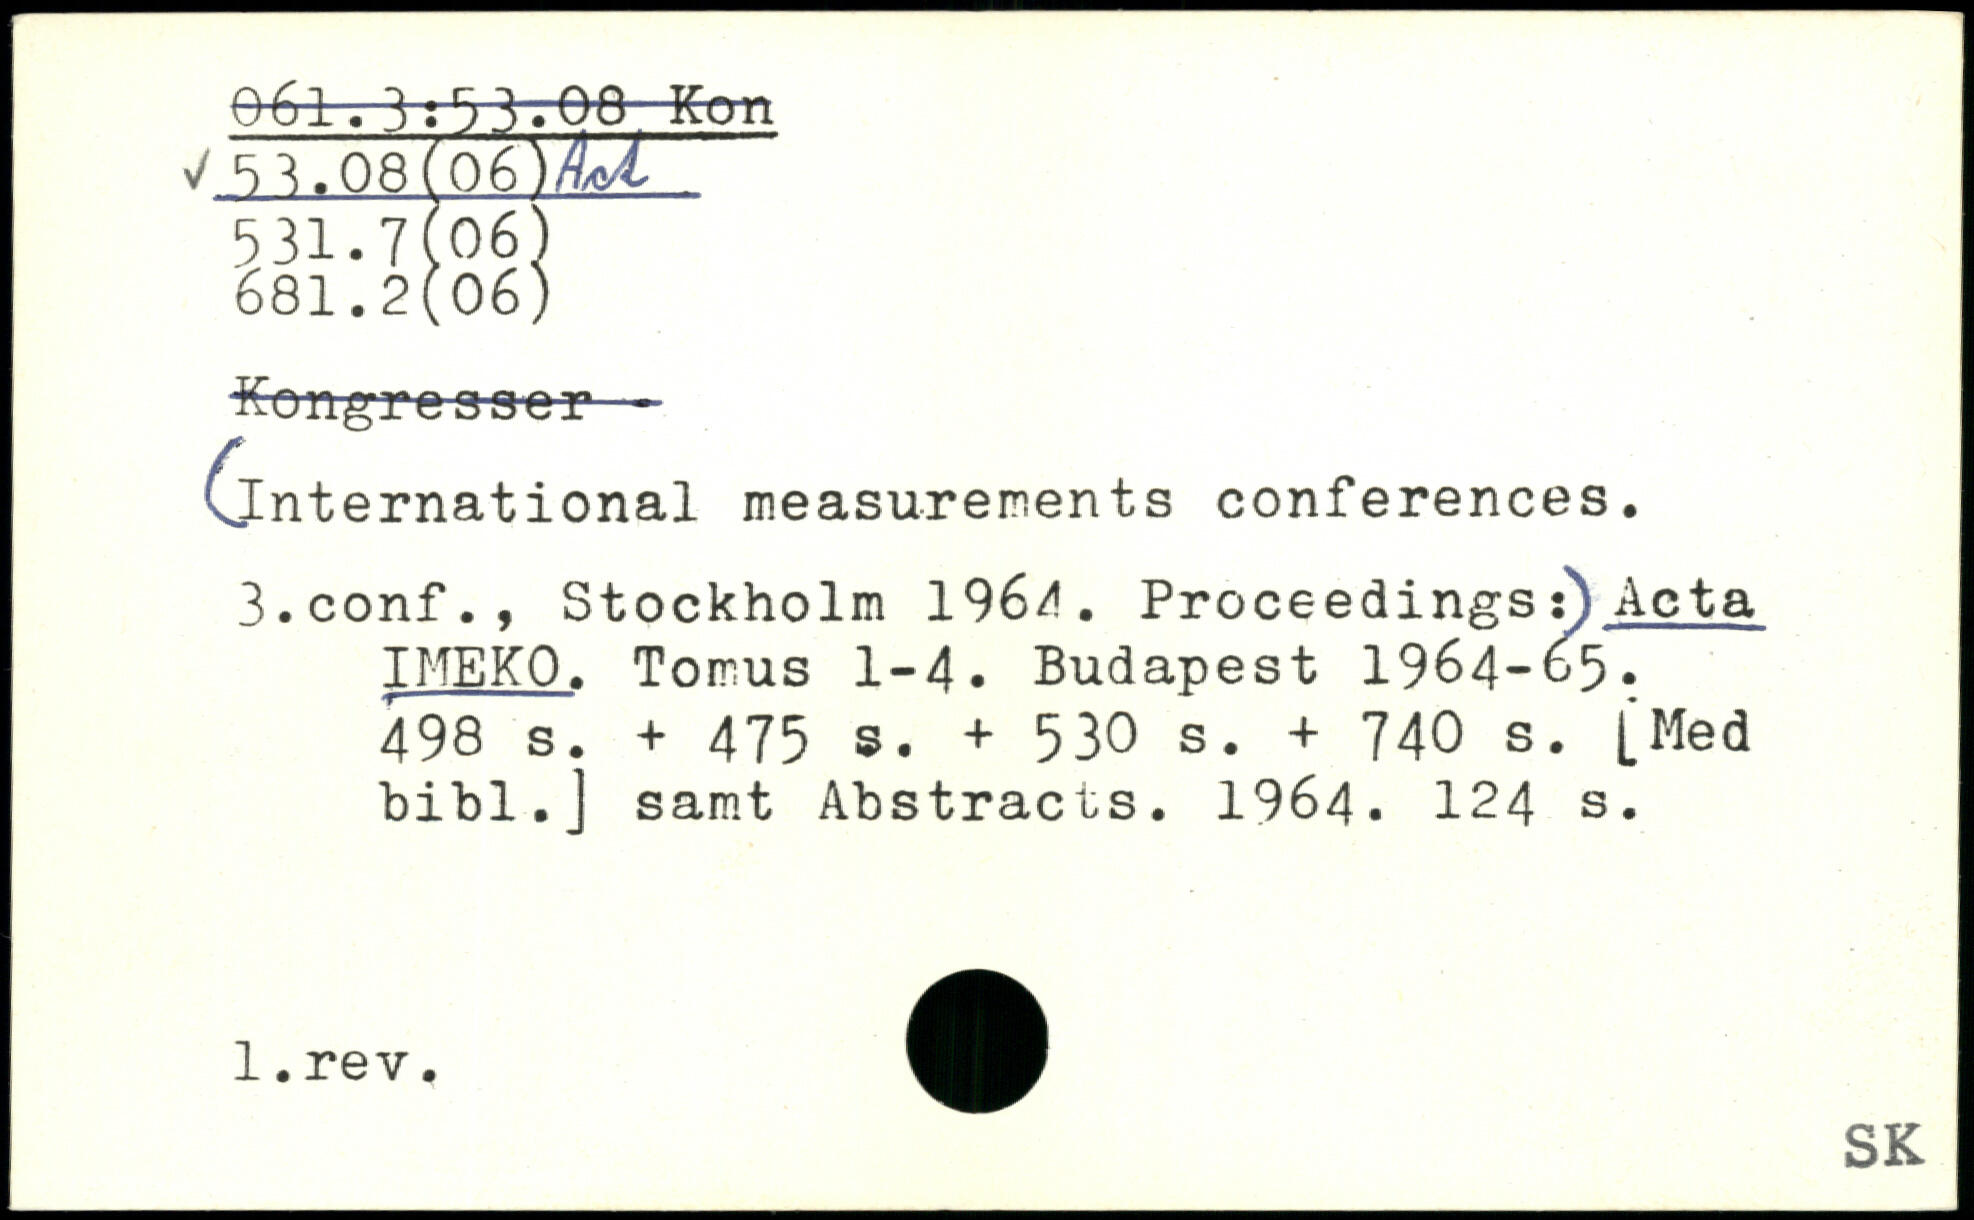 061.3:53.08 Kon
✓ 53.08(06) Act
531.7(06)
681.2(06)
Kongresser
(International measurements conferences.
3.conf., Stockholm 1964. Proceedings:) Acta
IMEKO. Tomus 1-4. Budapest 1964-65.
498 s. + 475 s. + 530 s. + 740 s. [Med
bibl.] samt Abstracts. 1964. 124 s.
1.rev.
SK